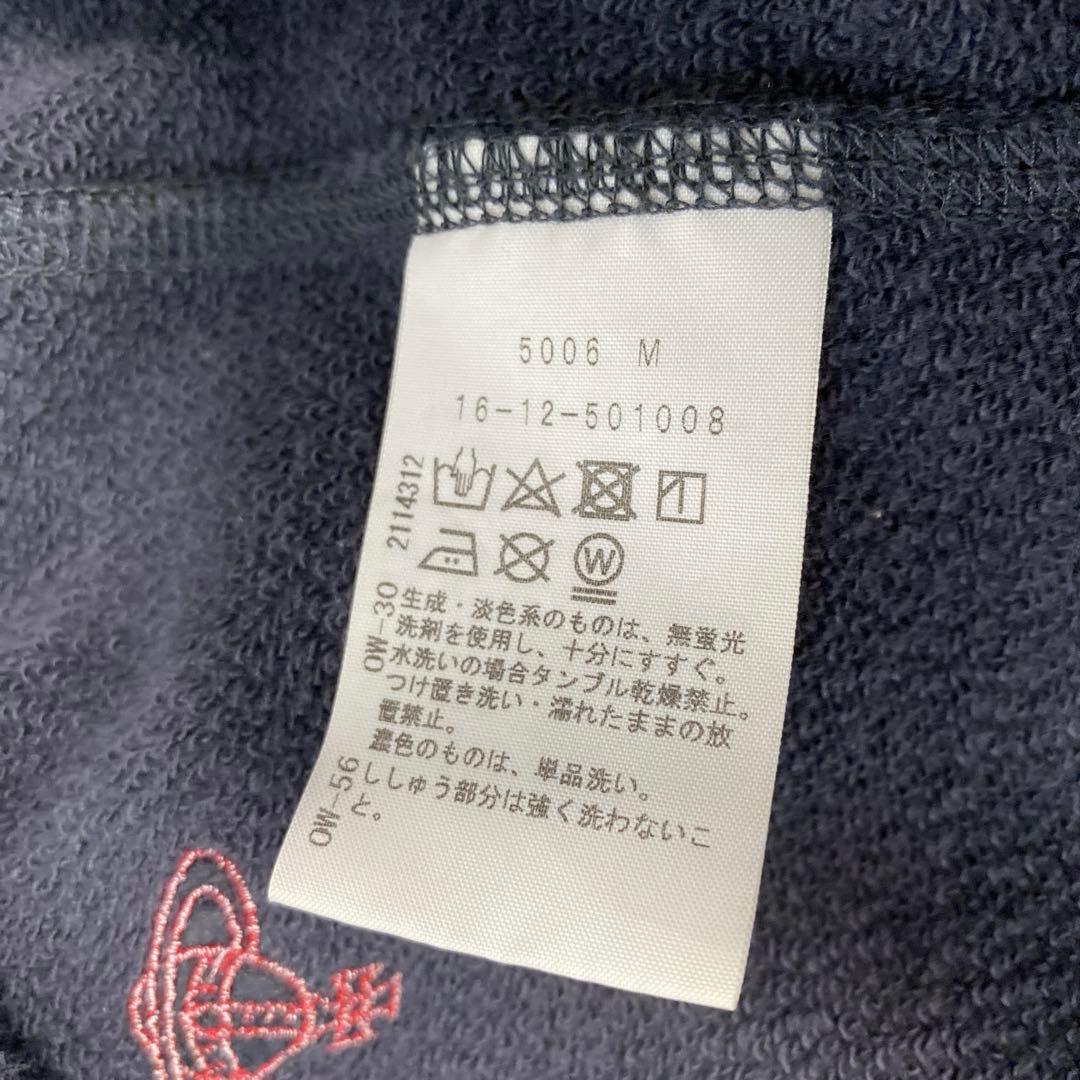 5006 M
16-12-501008
2114312
W
OW-30
生成・淡色系のものは、無蛍光
洗剤を使用し、十分にすすぐ。
水洗いの場合タンブル乾燥禁止。
つけ置き洗い・濡れたままの放
置禁止。
濃色のものは、単品洗い。
OW-56
ししゅう部分は強く洗わないこ
と。